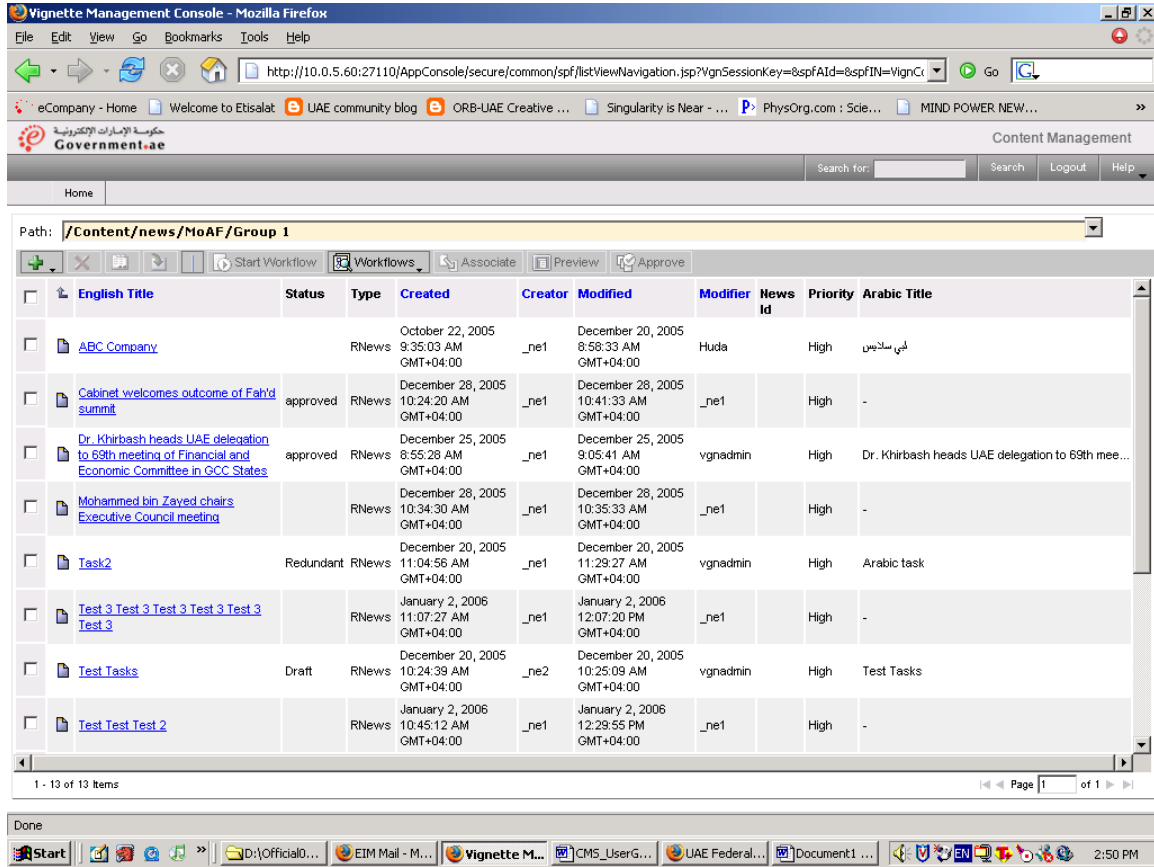 Vignette Management Console - Mozilla Firefox
File Edit View Go Bookmarks Tools Help
http://10.0.5.60:27110/AppConsole/secure/common/spf/listViewNavigation.jsp?VgnSessionKey=&spfAId=&spfIN=VignC Go G
eCompany - Home Welcome to Etisalat UAE community blog ORB-UAE Creative ... Singularity is Near - ... PhysOrg.com : Scie... MIND POWER NEW... »
حكومة الإمارات الإلكترونية
Government.ae Content Management
Search for: Search Logout Help
Home
Path: /Content/news/MoAF/Group 1
Start Workflow Workflows Associate Preview Approve
English Title Status Type Created Creator Modified Modifier News Id Priority Arabic Title
ABC Company RNews October 22, 2005 9:35:03 AM GMT+04:00 _ne1 December 20, 2005 8:58:33 AM GMT+04:00 Huda High
Cabinet welcomes outcome of Fah'd summit approved RNews December 28, 2005 10:24:20 AM GMT+04:00 _ne1 December 28, 2005 10:41:33 AM GMT+04:00 _ne1 High -
Dr. Khirbash heads UAE delegation to 69th meeting of Financial and Economic Committee in GCC States approved RNews December 25, 2005 8:55:28 AM GMT+04:00 _ne1 December 25, 2005 9:05:41 AM GMT+04:00 vgnadmin High Dr. Khirbash heads UAE delegation to 69th mee...
Mohammed bin Zayed chairs Executive Council meeting RNews December 28, 2005 10:34:30 AM GMT+04:00 _ne1 December 28, 2005 10:35:33 AM GMT+04:00 _ne1 High -
Task2 Redundant RNews December 20, 2005 11:04:56 AM GMT+04:00 _ne1 December 20, 2005 11:29:27 AM GMT+04:00 vgnadmin High Arabic task
Test 3 Test 3 Test 3 Test 3 Test 3 Test 3 RNews January 2, 2006 11:07:27 AM GMT+04:00 _ne1 January 2, 2006 12:07:20 PM GMT+04:00 _ne1 High -
Test Tasks Draft RNews December 20, 2005 10:24:39 AM GMT+04:00 _ne2 December 20, 2005 10:25:09 AM GMT+04:00 vgnadmin High Test Tasks
Test Test Test 2 RNews January 2, 2006 10:45:12 AM GMT+04:00 _ne1 January 2, 2006 12:29:55 PM GMT+04:00 _ne1 High -
1 - 13 of 13 Items Page 1 of 1
Done
Start » D:\Official0... EIM Mail - M... Vignette M... CMS_UserG... UAE Federal... Document1 ... EN 2:50 PM